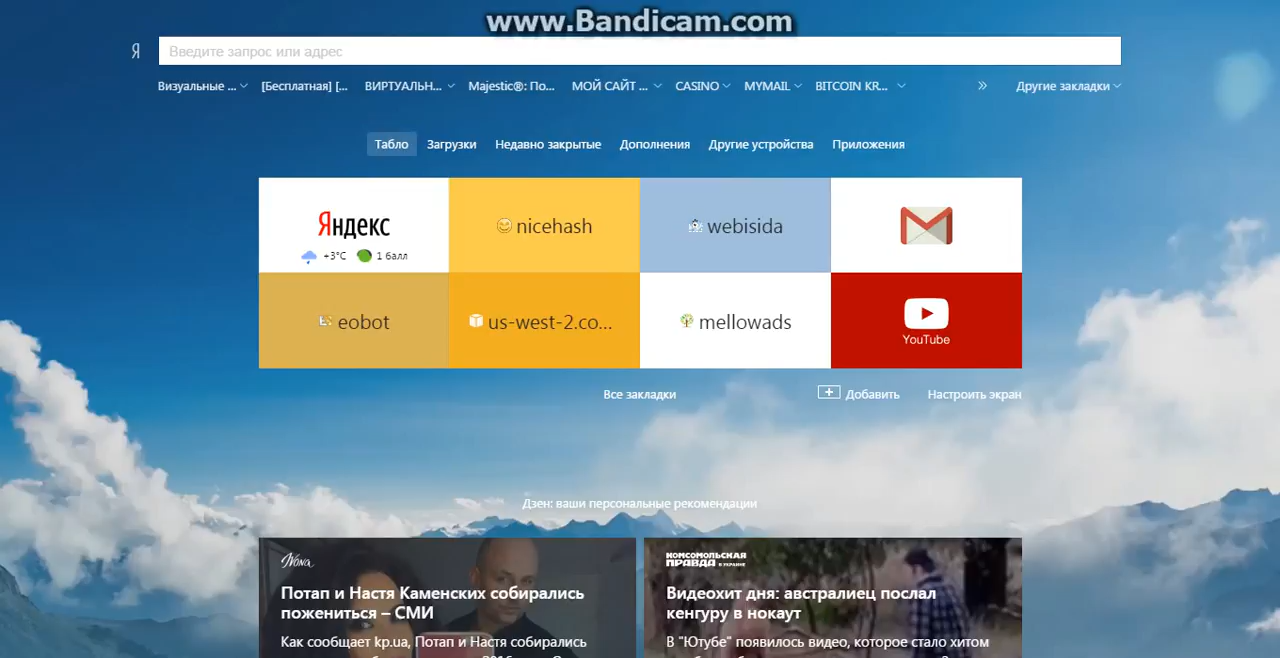 www.Bandicam.com
Я Введите запрос или адрес
Визуальные ... [Бесплатная] [... ВИРТУАЛЬН... Majestic®: По... МОЙ САЙТ ... CASINO MYMAIL BITCOIN KR... » Другие закладки
Табло Загрузки Недавно закрытые Дополнения Другие устройства Приложения
Яндекс
+3°C 1 балл
nicehash
webisida
eobot
us-west-2.co...
mellowads
YouTube
Все закладки
Добавить Настроить экран
Дзен: ваши персональные рекомендации
Ivona
Потап и Настя Каменских собирались
пожениться – СМИ
Как сообщает kp.ua, Потап и Настя собирались
КОМСОМОЛЬСКАЯ
ПРАВДА В УКРАИНЕ
Видеохит дня: австралиец послал
кенгуру в нокаут
В "Ютубе" появилось видео, которое стало хитом